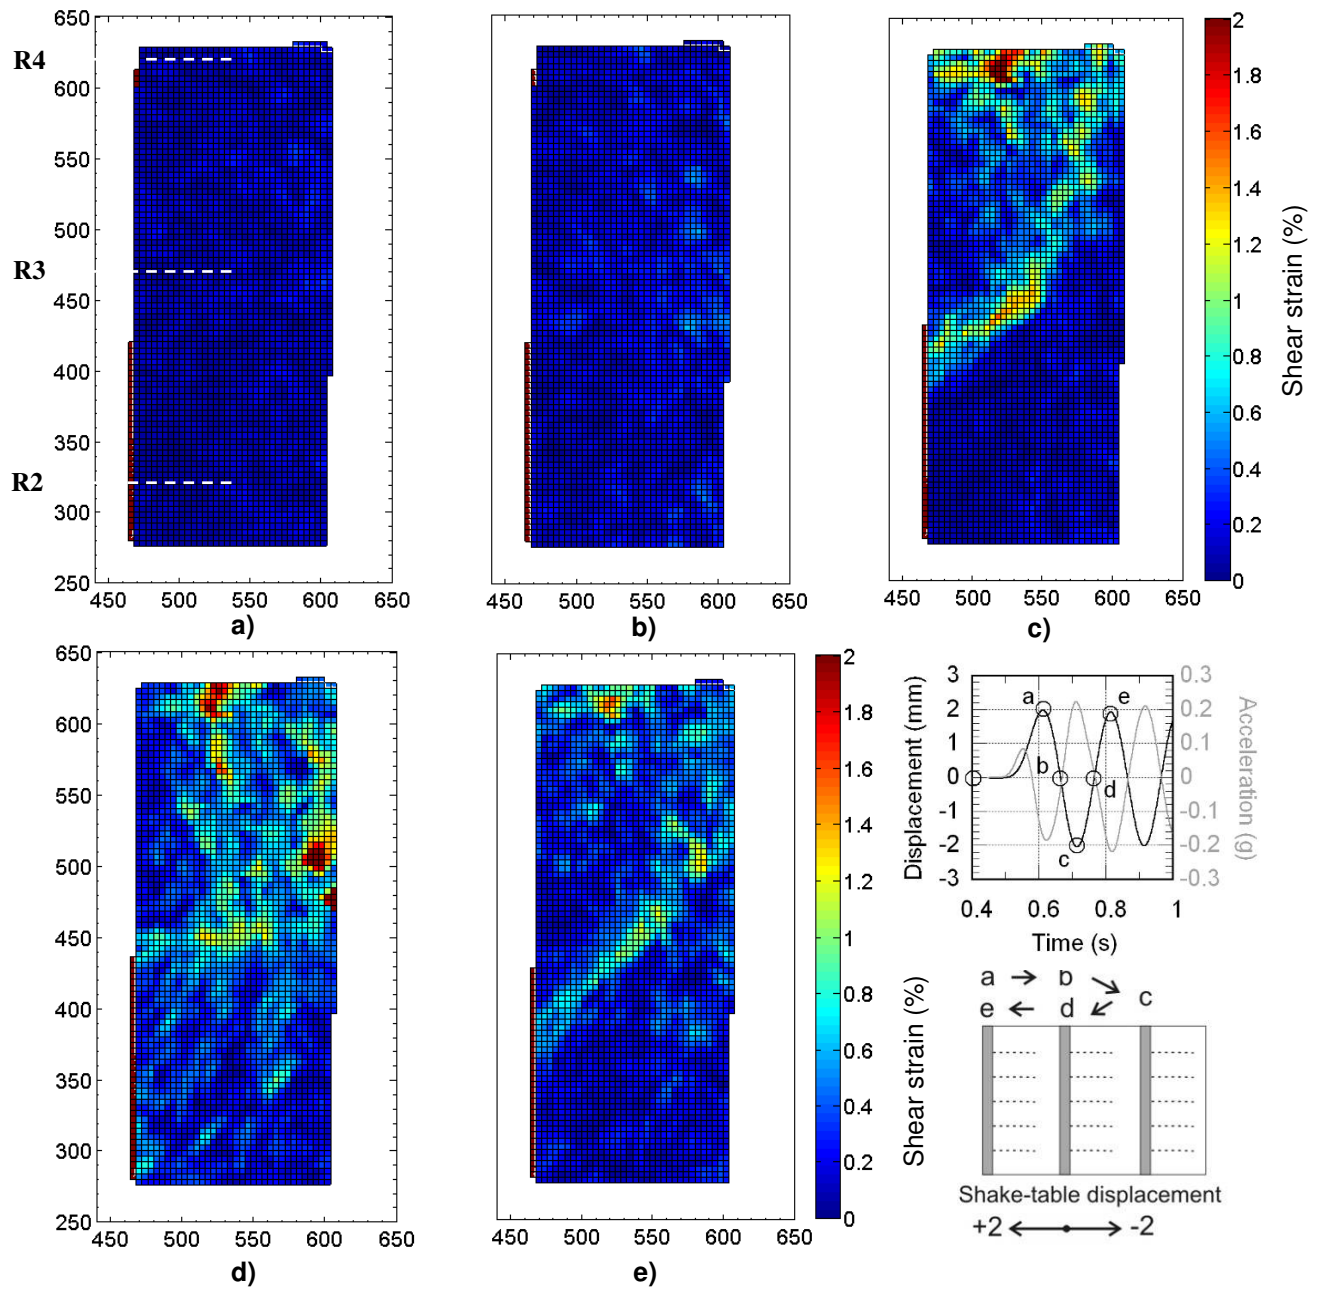 650
600
550
500
450
400
350
300
250
R4
R3
R2
450 500 550 600 650
a)
450 500 550 600 650
b)
450 500 550 600 650
c)
2
1.8
1.6
1.4
1.2
1
0.8
0.6
0.4
0.2
0
Shear strain (%)
650
600
550
500
450
400
350
300
250
450 500 550 600 650
d)
450 500 550 600 650
e)
2
1.8
1.6
1.4
1.2
1
0.8
0.6
0.4
0.2
0
Shear strain (%)
Displacement (mm)
3
2
1
0
-1
-2
-3
a
e
b
d
c
0.3
0.2
0.1
0
-0.1
-0.2
-0.3
Acceleration (g)
0.4 0.6 0.8 1
Time (s)
a b
c
e d
Shake-table displacement
+2 -2